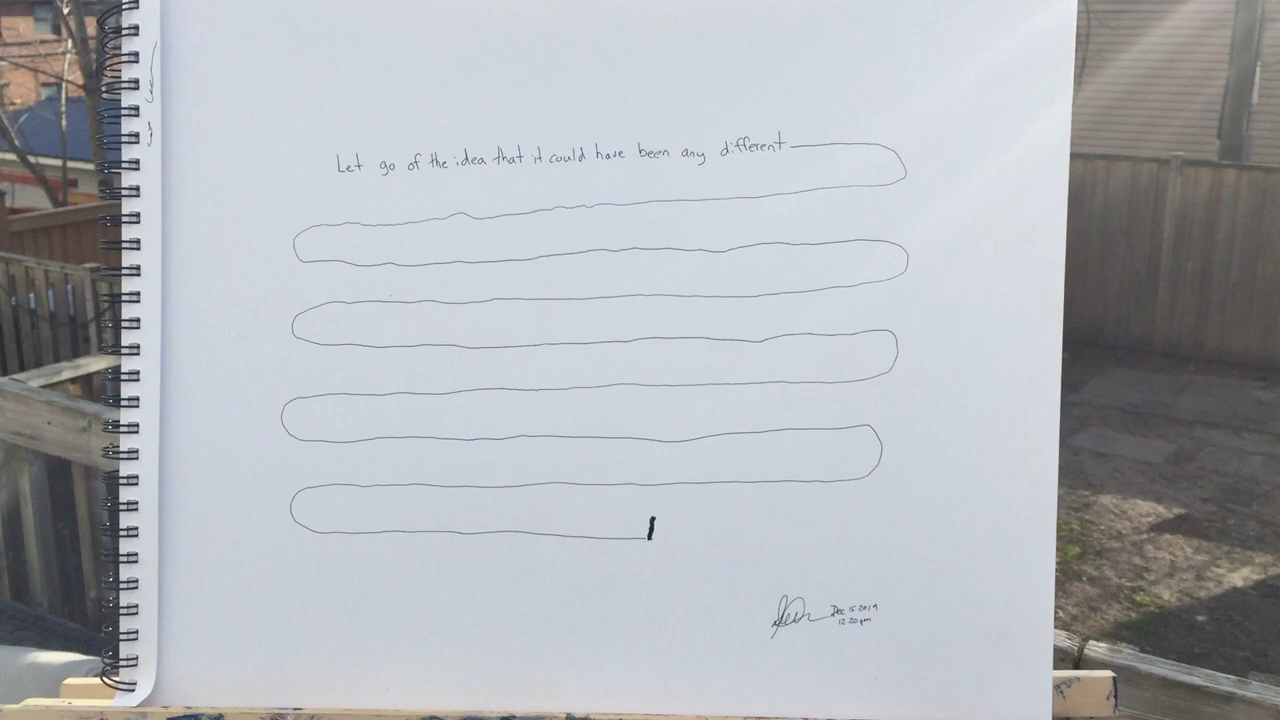 Let go of the idea that it could have been any different
Dec 15 2019
12 20 pm